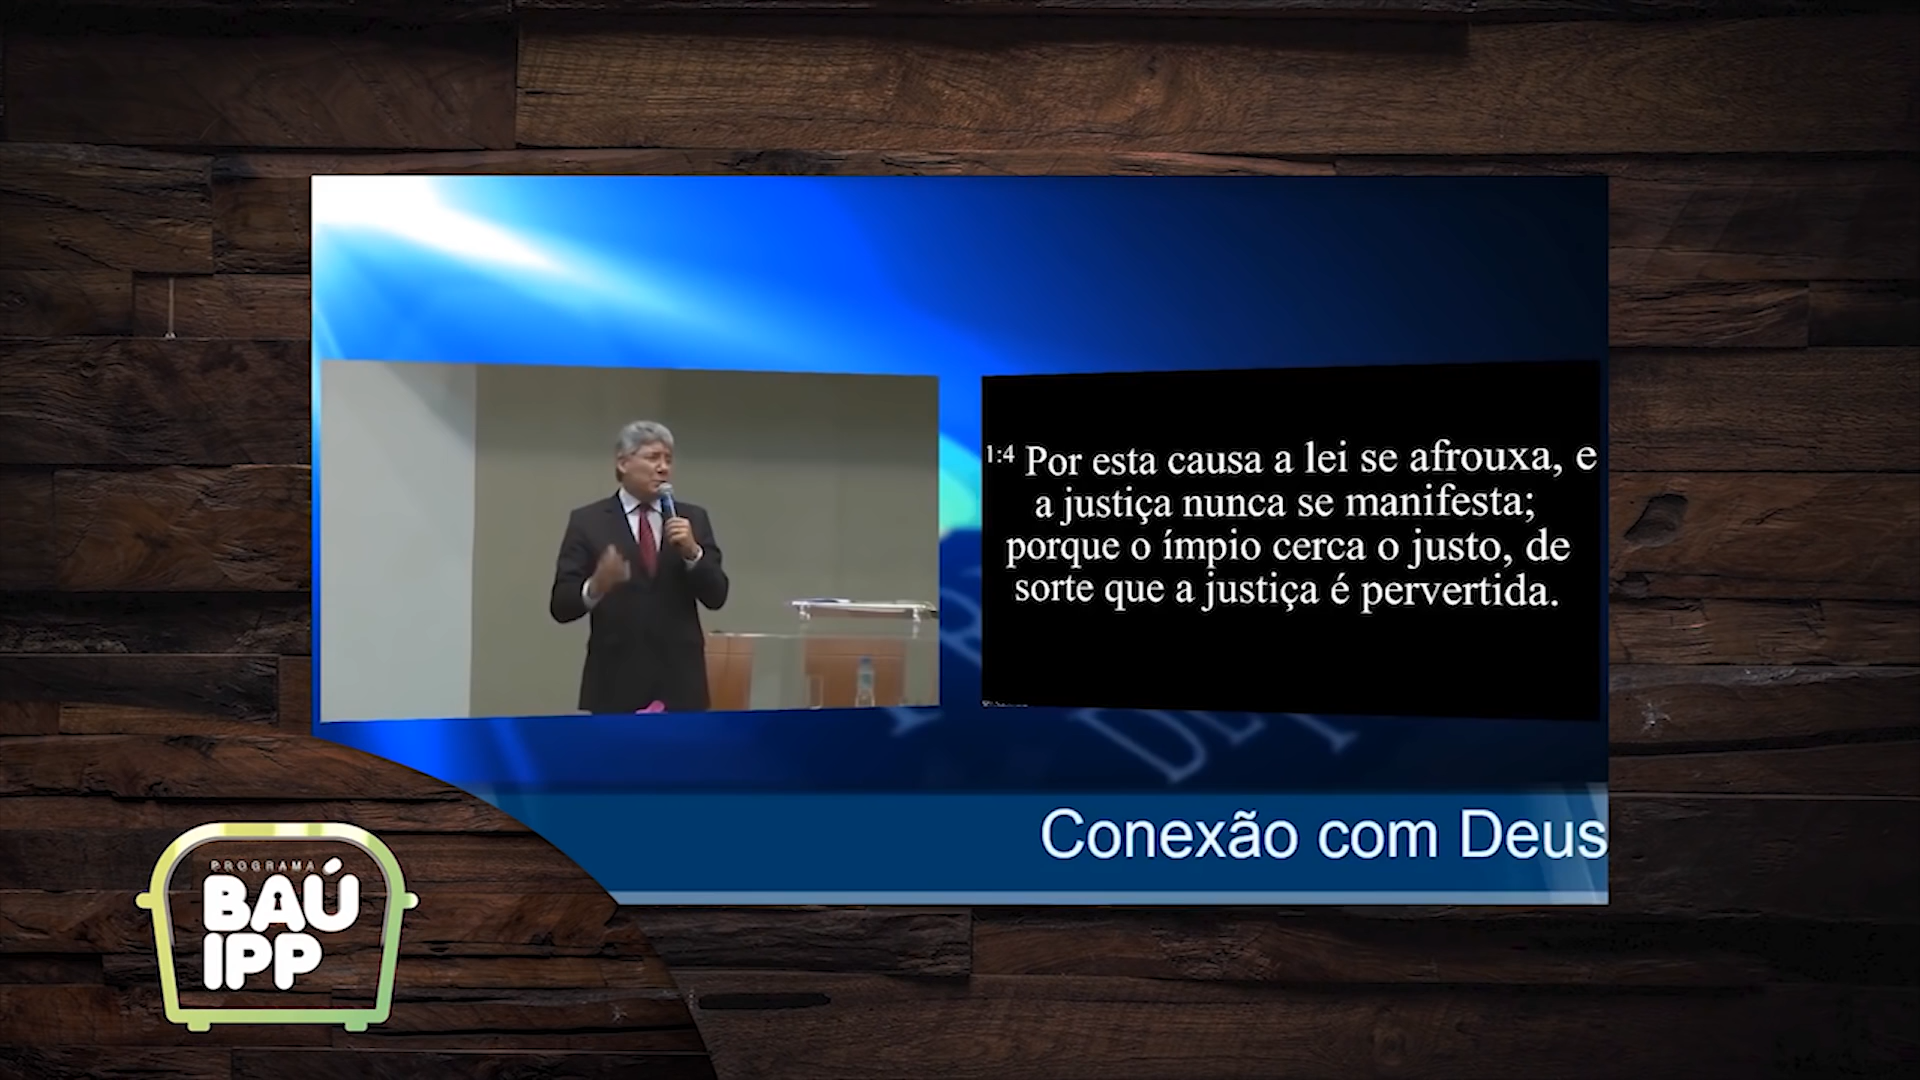 1:4 Por esta causa a lei se afrouxa, e
a justiça nunca se manifesta;
porque o ímpio cerca o justo, de
sorte que a justiça é pervertida.
Conexão com Deus
PROGRAMA
BAÚ
IPP